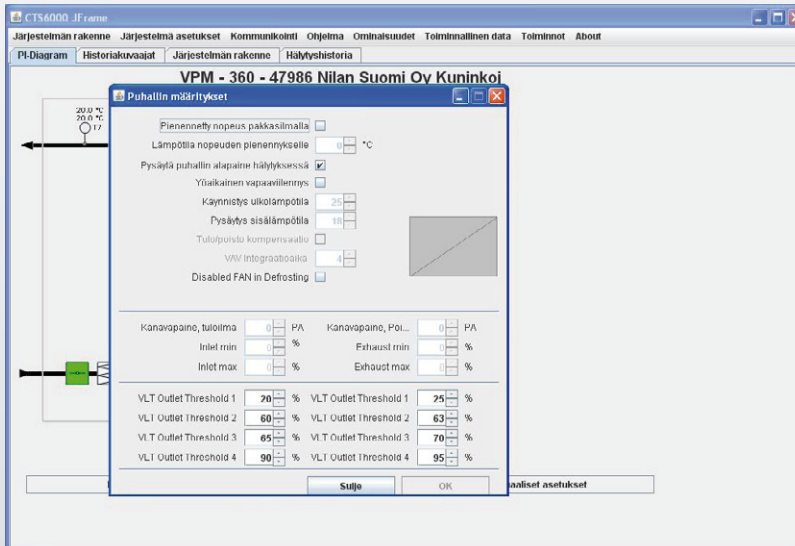 CTS6000 JFrame
Järjestelmän rakenne Järjestelmä asetukset Kommunikointi Ohjelma Ominaisuudet Toiminnallinen data Toiminnot About
PI-Diagram Historiakuvaajat Järjestelmän rakenne Hälytyshistoria
VPM - 360 - 47986 Nilan Suomi Oy Kuninkoj
Puhallin määritykset
20.0 °C
20.0 °C
T7
Pienennetty nopeus pakkasilmalla
Lämpötila nopeuden pienennykselle 0 °C
Pysäytä puhallin alapaine hälytyksessä
Yöaikainen vapaaviilennys
Käynnistys ulkolämpötila 25
Pysäytys sisälämpötila 18
Tulo/puisto kompensaatio
VAV Integraatioaika 4
Disabled FAN in Defrosting
Kanavapaine, tuloilma 0 PA Kanavapaine, Poi... 0 PA
Inlet min 0 % Exhaust min 0 %
Inlet max 0 % Exhaust max 0 %
VLT Outlet Threshold 1 20 % VLT Outlet Threshold 1 25 %
VLT Outlet Threshold 2 60 % VLT Outlet Threshold 2 63 %
VLT Outlet Threshold 3 65 % VLT Outlet Threshold 3 70 %
VLT Outlet Threshold 4 90 % VLT Outlet Threshold 4 95 %
Sulje OK
aaliset asetukset